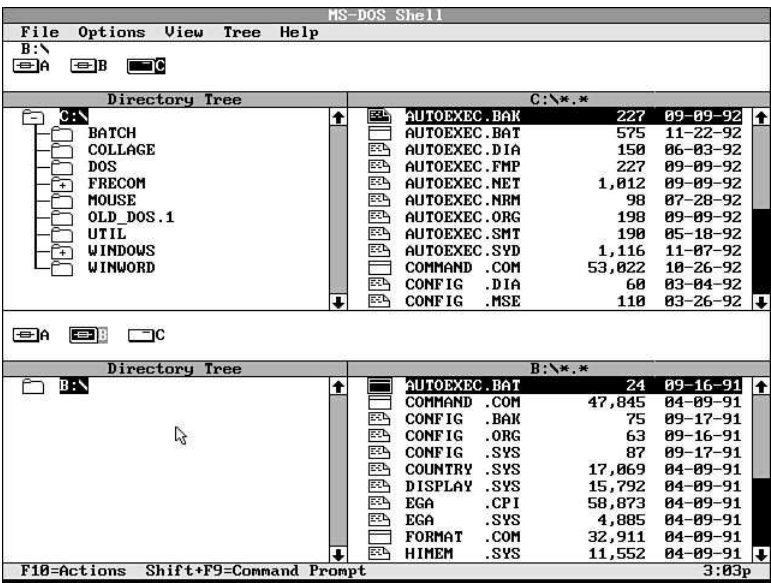 MS-DOS Shell
File Options View Tree Help
B:\
A B C
Directory Tree C:\*.*
C:\ AUTOEXEC.BAK 227 09-09-92
BATCH AUTOEXEC.BAT 575 11-22-92
COLLAGE AUTOEXEC.DIA 150 06-03-92
DOS AUTOEXEC.FMP 227 09-09-92
FRECOM AUTOEXEC.NET 1,012 09-09-92
MOUSE AUTOEXEC.NRM 98 07-28-92
OLD_DOS.1 AUTOEXEC.ORG 198 09-09-92
UTIL AUTOEXEC.SMT 190 05-18-92
WINDOWS AUTOEXEC.SYD 1,116 11-07-92
WINWORD COMMAND .COM 53,022 10-26-92
CONFIG .DIA 60 03-04-92
CONFIG .MSE 110 03-26-92
A B C
Directory Tree B:\*.*
B:\ AUTOEXEC.BAT 24 09-16-91
COMMAND .COM 47,845 04-09-91
CONFIG .BAK 75 09-17-91
CONFIG .ORG 63 09-16-91
CONFIG .SYS 87 09-17-91
COUNTRY .SYS 17,069 04-09-91
DISPLAY .SYS 15,792 04-09-91
EGA .CPI 58,873 04-09-91
EGA .SYS 4,885 04-09-91
FORMAT .COM 32,911 04-09-91
HIMEM .SYS 11,552 04-09-91
F10=Actions Shift+F9=Command Prompt 3:03p